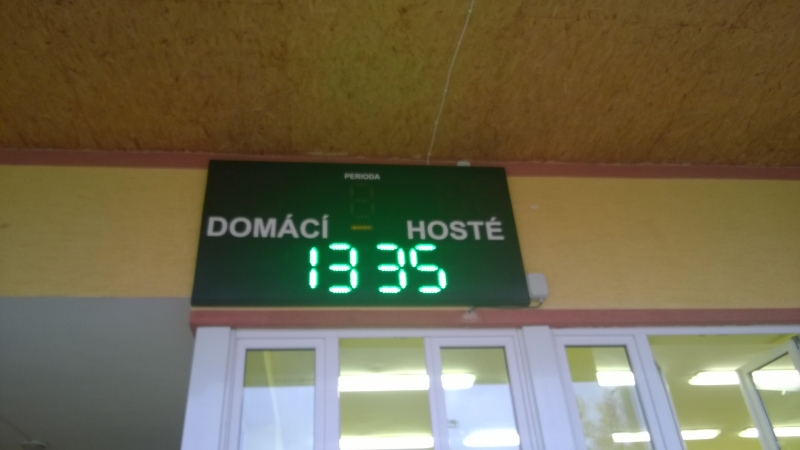 PERIODA
DOMÁCÍ HOSTÉ
13 35